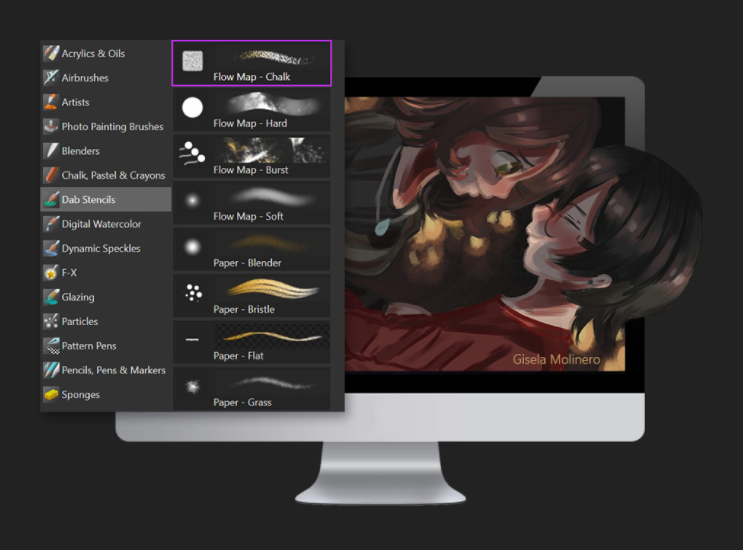 Acrylics & Oils
Airbrushes
Artists
Photo Painting Brushes
Blenders
Chalk, Pastel & Crayons
Dab Stencils
Digital Watercolor
Dynamic Speckles
F-X
Glazing
Particles
Pattern Pens
Pencils, Pens & Markers
Sponges
Flow Map - Chalk
Flow Map - Hard
Flow Map - Burst
Flow Map - Soft
Paper - Blender
Paper - Bristle
Paper - Flat
Paper - Grass
Gisela Molinero